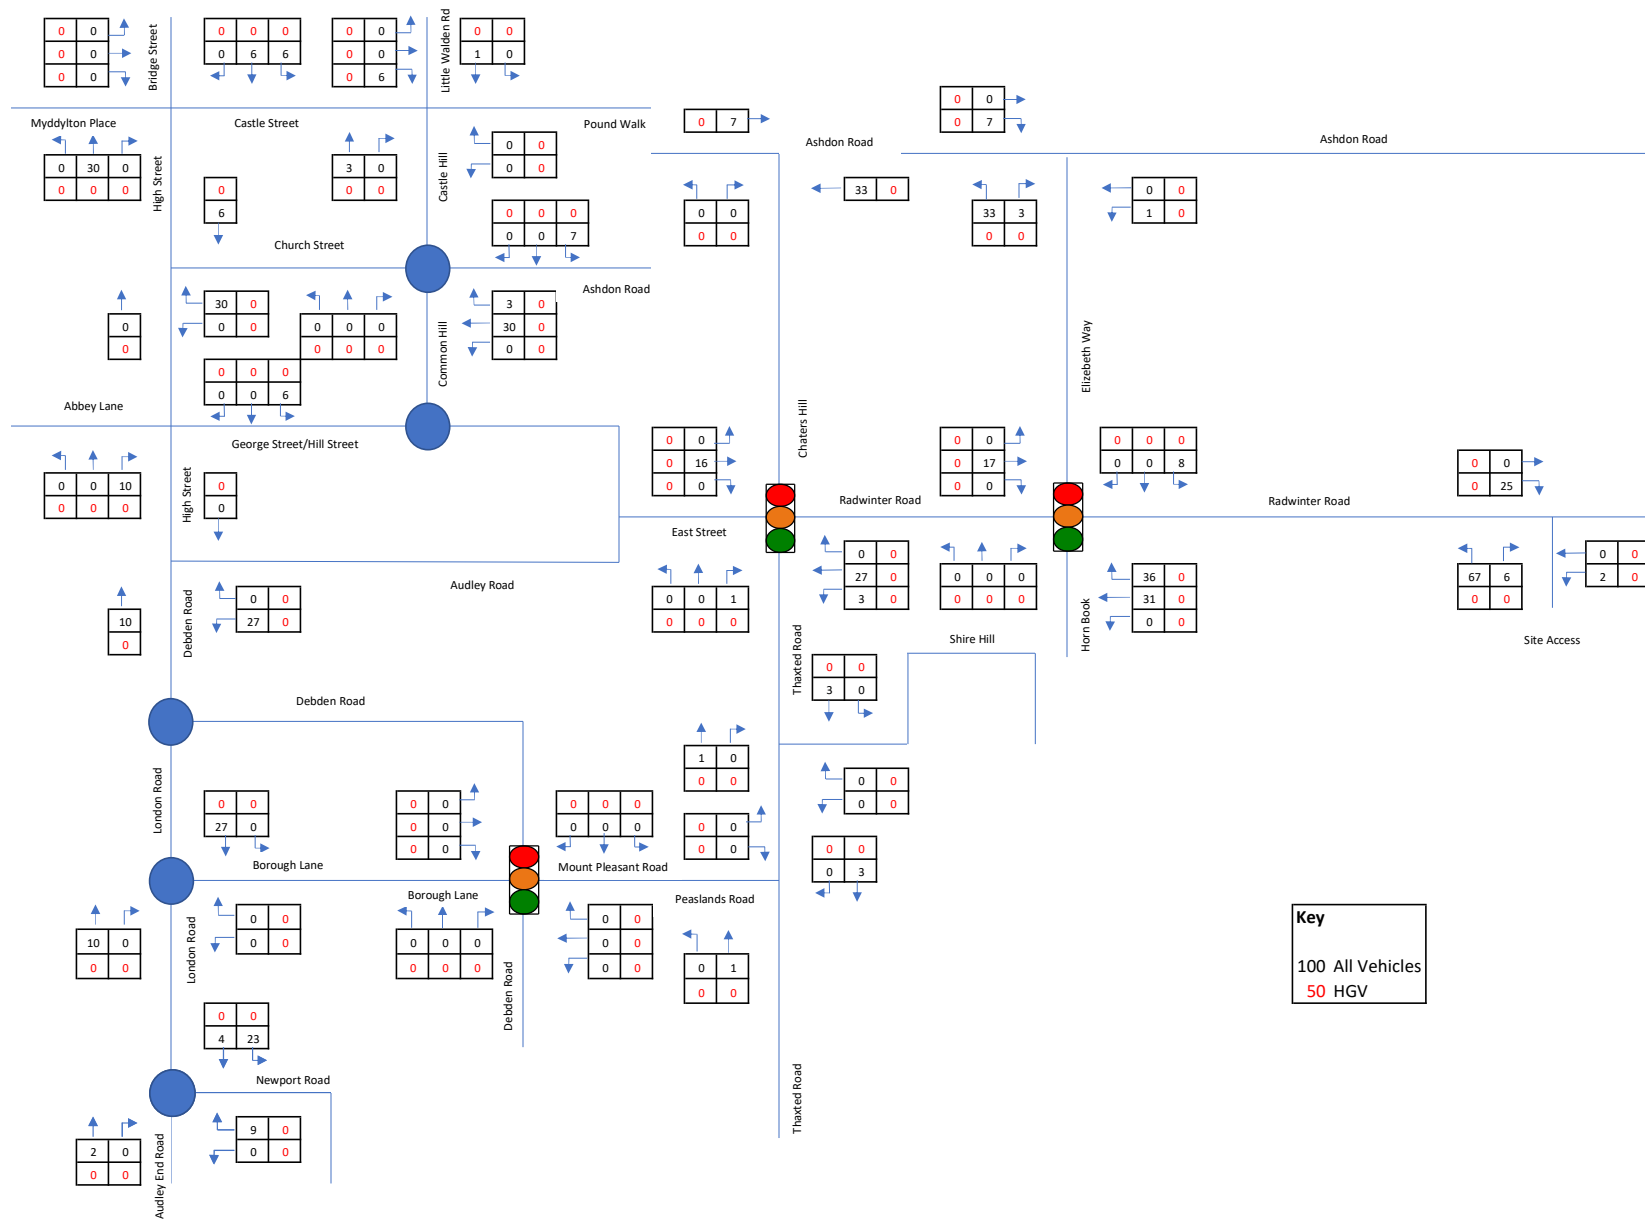 Bridge Street
0 0
0 0
0 0
0 0 0
0 6 6
0 0
0 0
0 6
Little Walden Rd
0 0
1 0
Myddylton Place
Castle Street
Pound Walk
0 7
Ashdon Road
0 0
0 7
Ashdon Road
High Street
0 30 0
0 0 0
0
6
3 0
0 0
Castle Hill
0 0
0 0
0 0 0
0 0 7
0 0
0 0
33 0
33 3
0 0
0 0
1 0
Church Street
Ashdon Road
0
0
30 0
0 0
0 0 0
0 0 0
Common Hill
3 0
30 0
0 0
0 0 0
0 0 6
Abbey Lane
George Street/Hill Street
Chaters Hill
Elizebeth Way
0 0 10
0 0 0
High Street
0
0
0 0
0 16
0 0
0 0
0 17
0 0
0 0 0
0 0 8
0 0
0 25
Radwinter Road
Radwinter Road
East Street
Audley Road
10
0
Debden Road
0 0
27 0
0 0 1
0 0 0
0 0
27 0
3 0
0 0 0
0 0 0
Horn Book
36 0
31 0
0 0
67 6
0 0
0 0
2 0
Site Access
Shire Hill
Thaxted Road
0 0
3 0
Debden Road
London Road
1 0
0 0
0 0
0 0
0 0
27 0
0 0
0 0
0 0
0 0 0
0 0 0
0 0
0 0
0 0
0 3
Borough Lane
Mount Pleasant Road
Borough Lane
Peaslands Road
10 0
0 0
London Road
0 0
0 0
0 0 0
0 0 0
Debden Road
0 0
0 0
0 0
0 1
0 0
Key
100 All Vehicles
50 HGV
0 0
4 23
Newport Road
Thaxted Road
2 0
0 0
Audley End Road
9 0
0 0